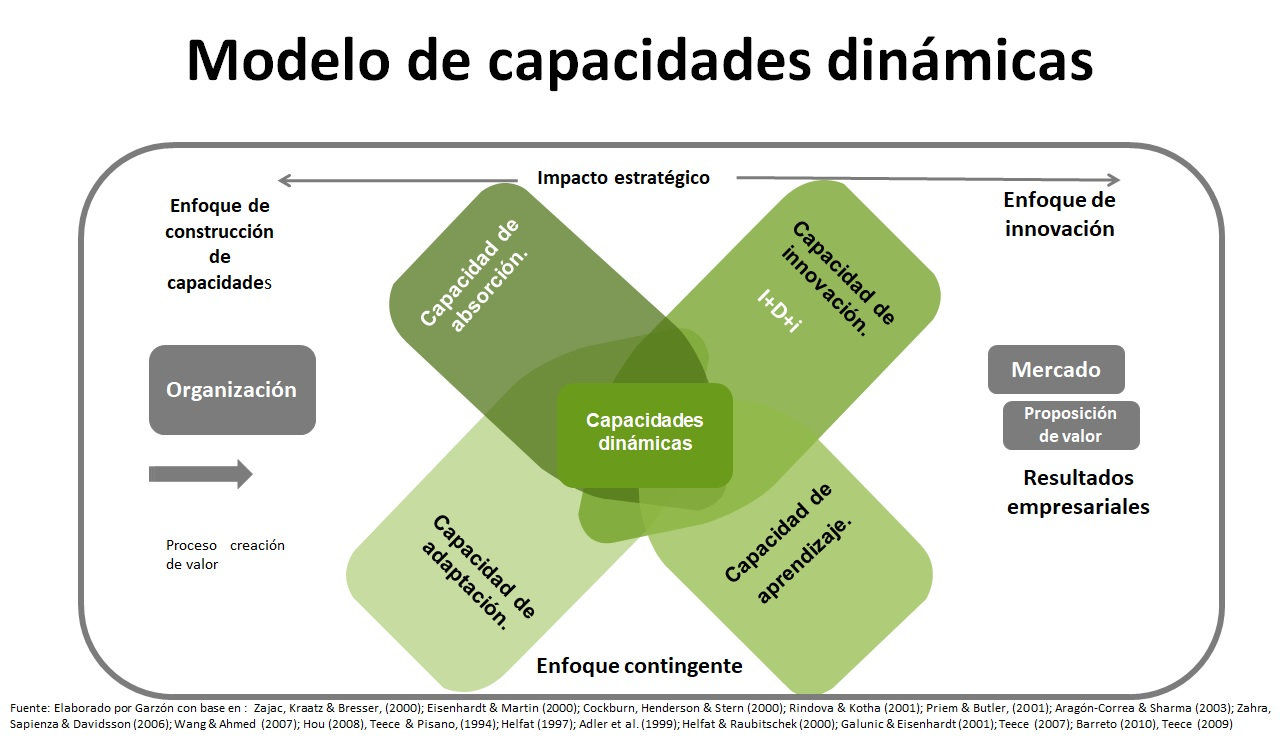 Modelo de capacidades dinámicas
Impacto estratégico
Enfoque de
construcción
de
capacidades
Enfoque de
innovación
Capacidad de
absorción.
Capacidad de
innovación.
I+D+i
Organización
Capacidades
dinámicas
Mercado
Proposición
de valor
Resultados
empresariales
Proceso creación
de valor
Capacidad de
adaptación.
Capacidad de
aprendizaje.
Enfoque contingente
Fuente: Elaborado por Garzón con base en : Zajac, Kraatz & Bresser, (2000); Eisenhardt & Martin (2000); Cockburn, Henderson & Stern (2000); Rindova & Kotha (2001); Priem & Butler, (2001); Aragón-Correa & Sharma (2003); Zahra,
Sapienza & Davidsson (2006); Wang & Ahmed (2007); Hou (2008), Teece & Pisano, (1994); Helfat (1997); Adler et al. (1999); Helfat & Raubitschek (2000); Galunic & Eisenhardt (2001); Teece (2007); Barreto (2010), Teece (2009)